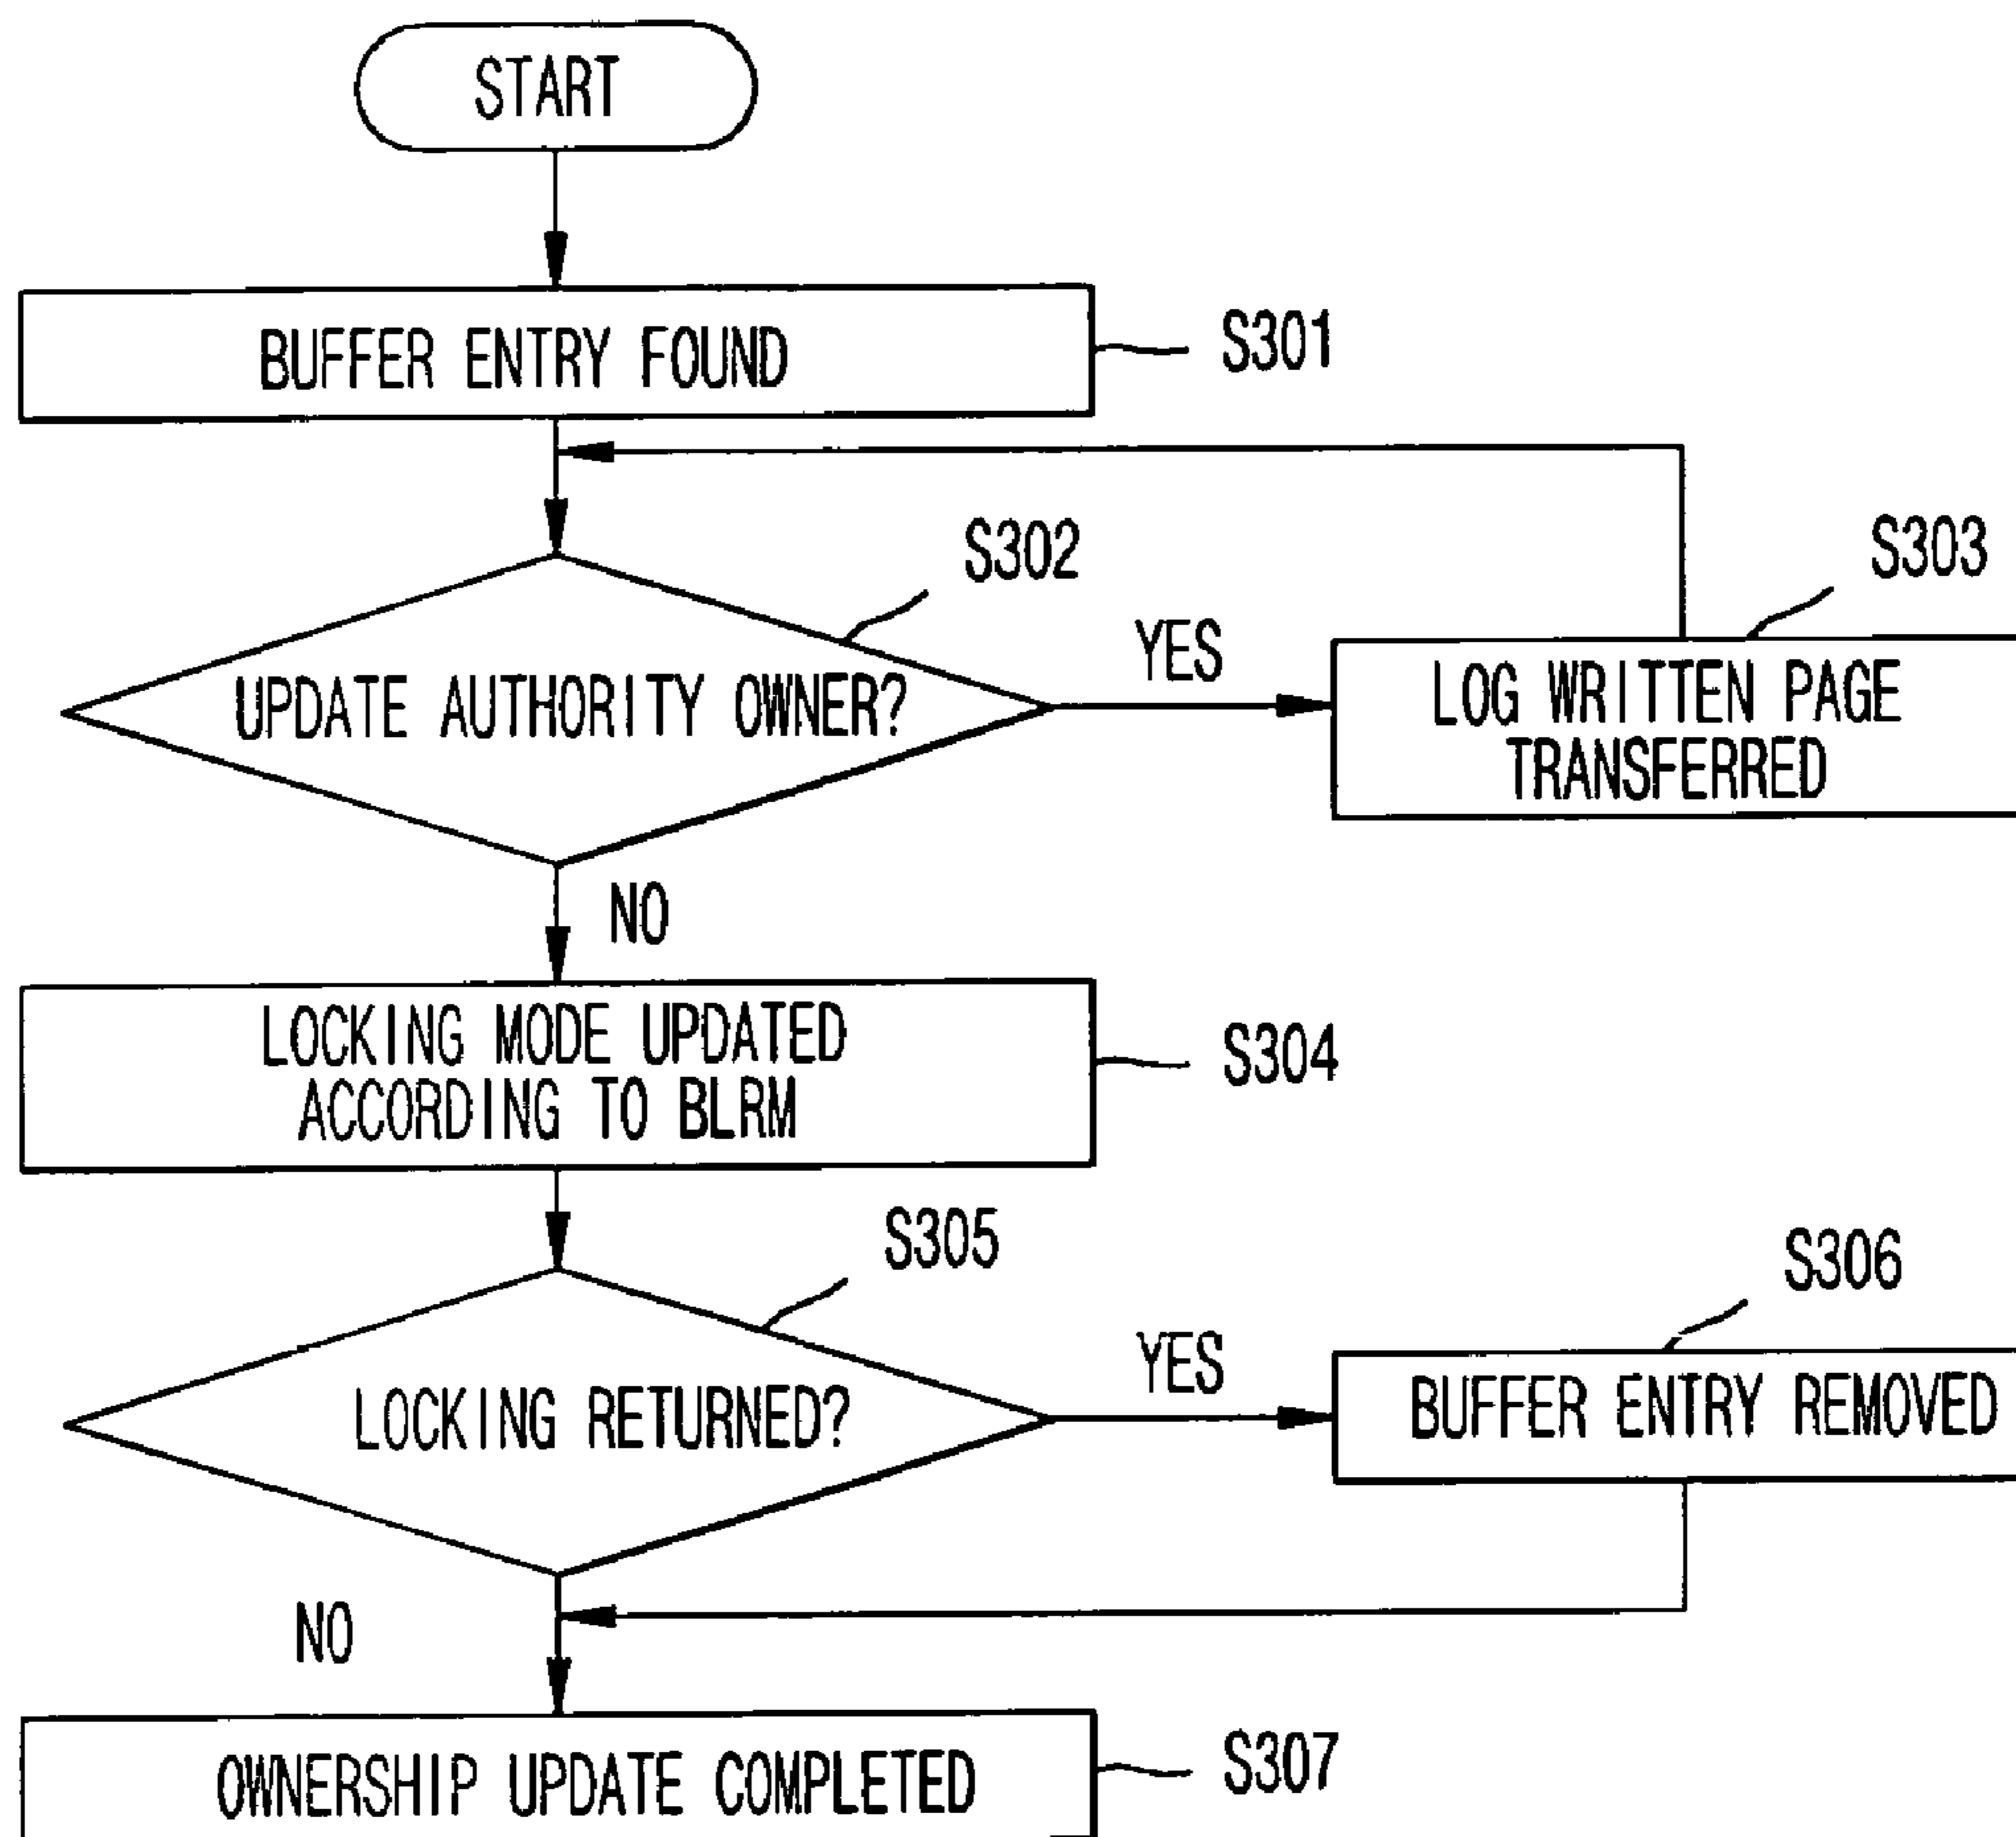 START
BUFFER ENTRY FOUND
S301
S302
S303
UPDATE AUTHORITY OWNER?
YES
LOG WRITTEN PAGE
TRANSFERRED
NO
LOCKING MODE UPDATED
ACCORDING TO BLRM
S304
S305
S306
LOCKING RETURNED?
YES
BUFFER ENTRY REMOVED
NO
OWNERSHIP UPDATE COMPLETED
S307